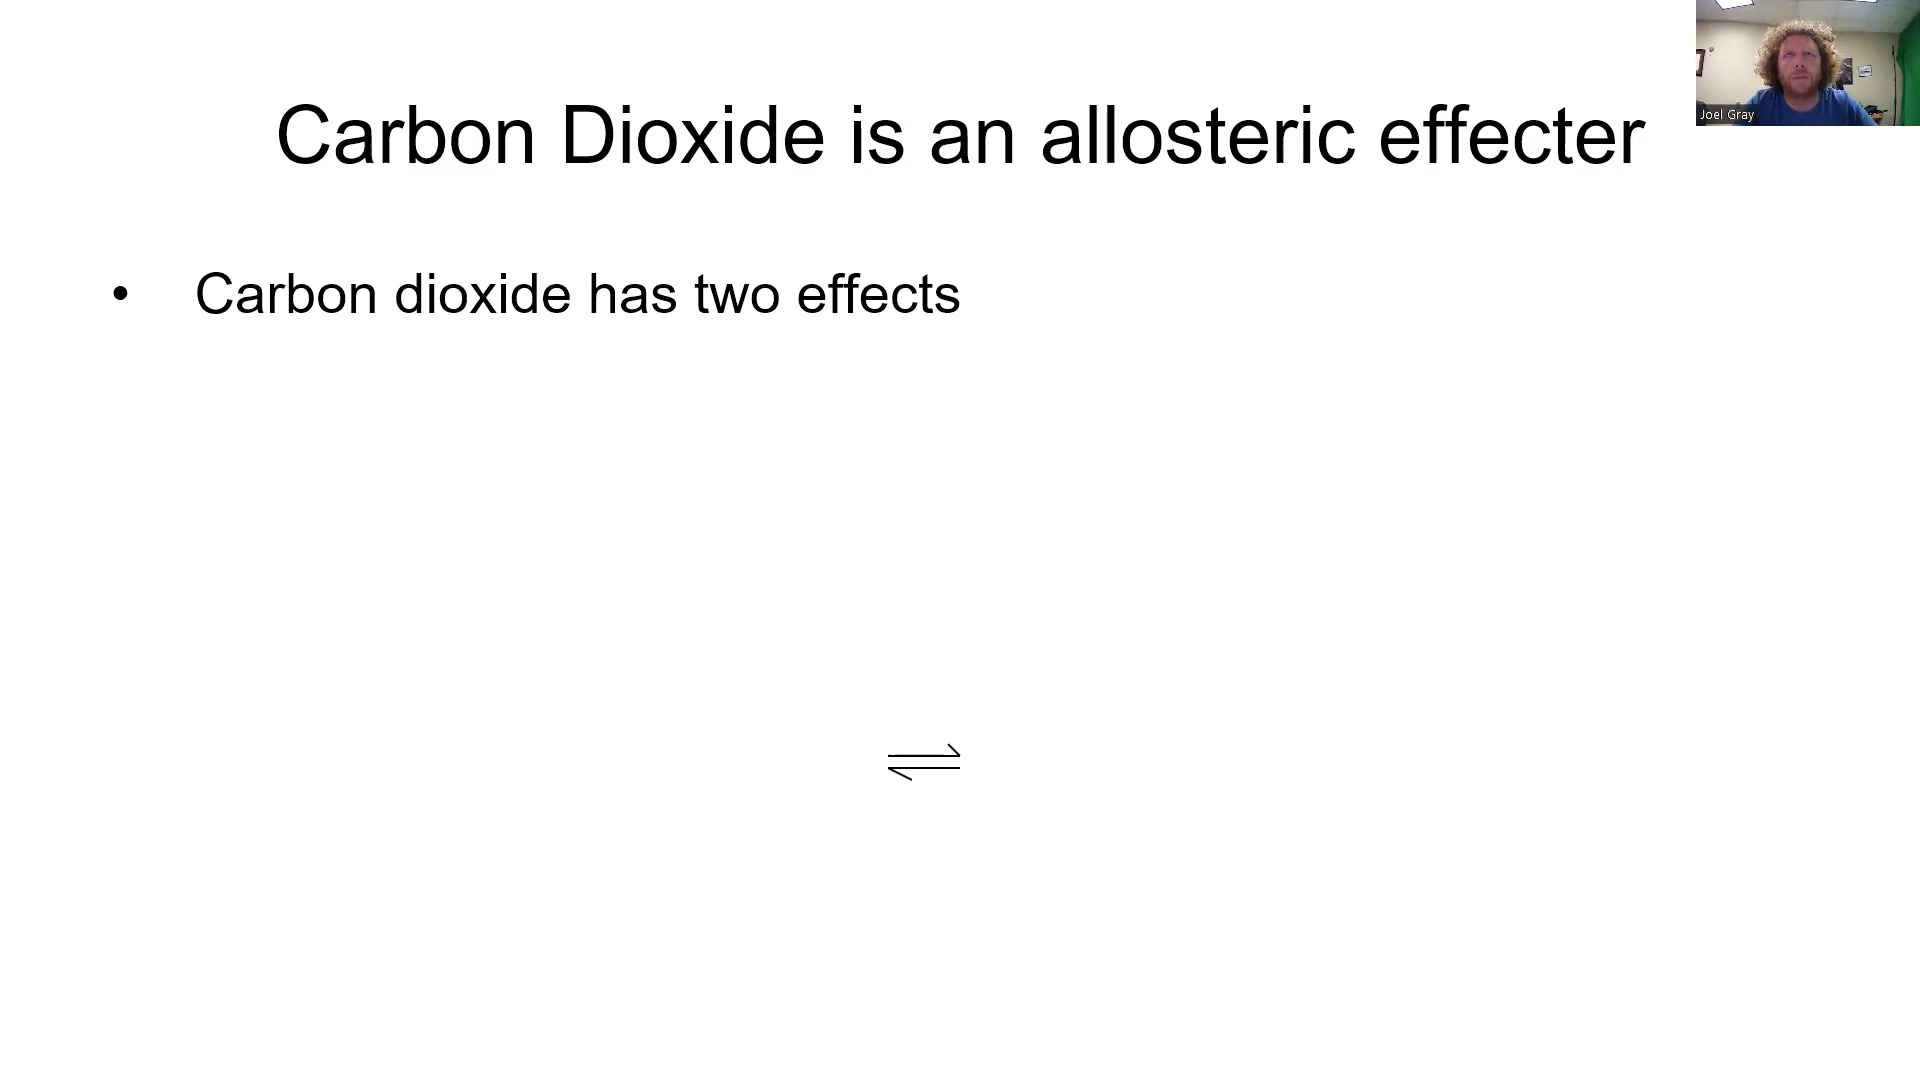 Joel Gray
Carbon Dioxide is an allosteric effecter
• Carbon dioxide has two effects